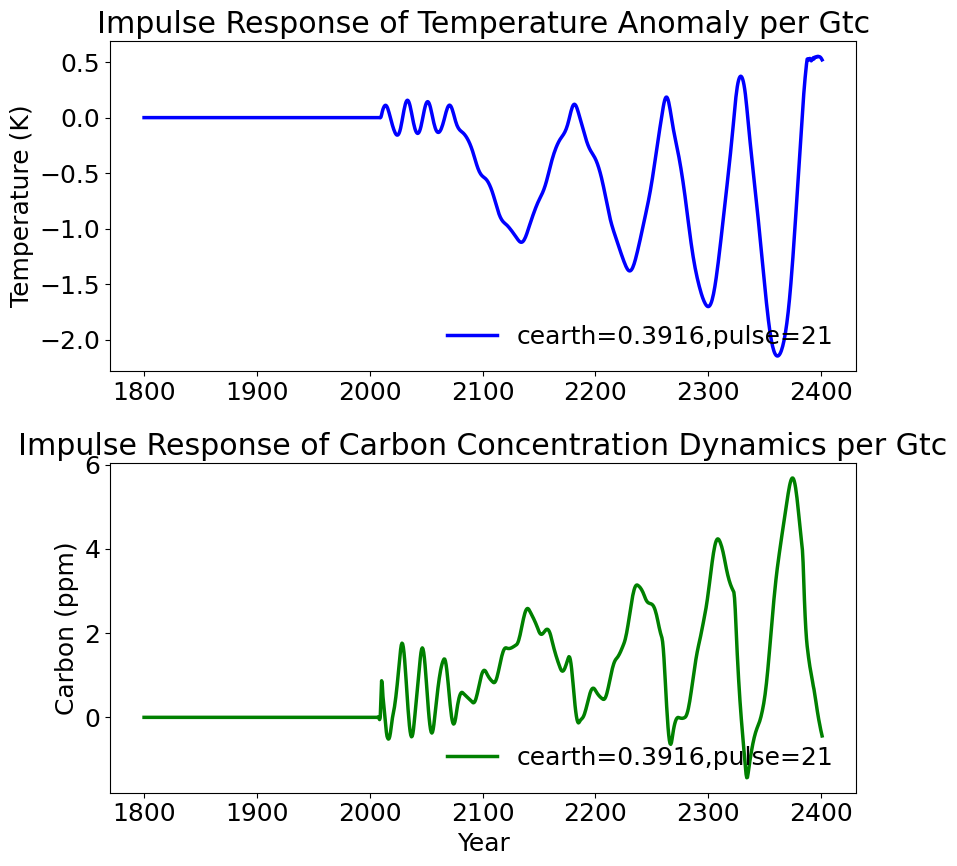 Impulse Response of Temperature Anomaly per Gtc
Temperature (K)
0.5
0.0
−0.5
−1.0
−1.5
−2.0
cearth=0.3916,pulse=21
1800 1900 2000 2100 2200 2300 2400
Impulse Response of Carbon Concentration Dynamics per Gtc
Carbon (ppm)
6
4
2
0
cearth=0.3916,pulse=21
1800 1900 2000 2100 2200 2300 2400
Year